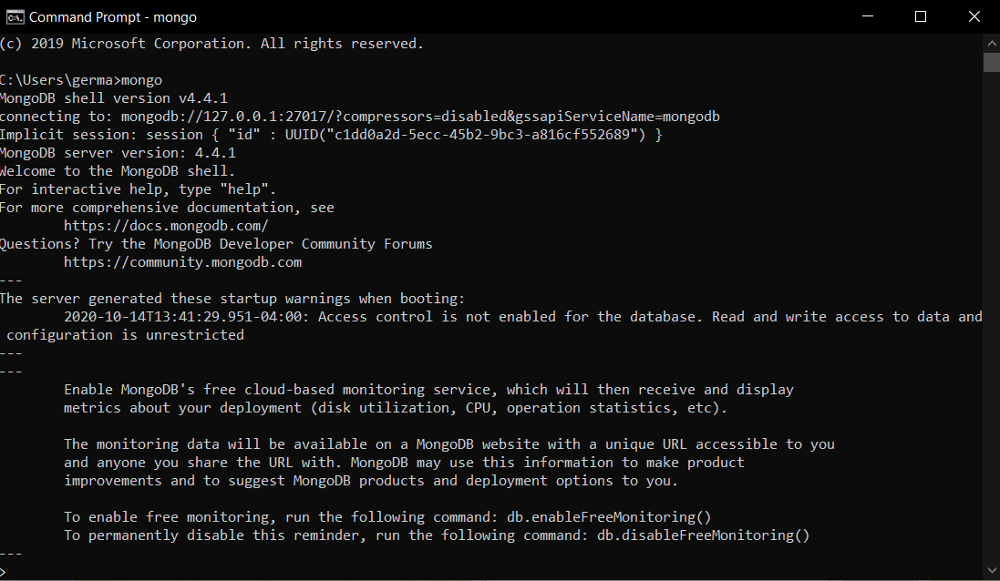 Command Prompt - mongo
(c) 2019 Microsoft Corporation. All rights reserved.
C:\Users\germa>mongo
MongoDB shell version v4.4.1
connecting to: mongodb://127.0.0.1:27017/?compressors=disabled&gssapiServiceName=mongodb
Implicit session: session { "id" : UUID("c1dd0a2d-5ecc-45b2-9bc3-a816cf552689") }
MongoDB server version: 4.4.1
Welcome to the MongoDB shell.
For interactive help, type "help".
For more comprehensive documentation, see
        https://docs.mongodb.com/
Questions? Try the MongoDB Developer Community Forums
        https://community.mongodb.com
---
The server generated these startup warnings when booting:
        2020-10-14T13:41:29.951-04:00: Access control is not enabled for the database. Read and write access to data and
 configuration is unrestricted
---
---
        Enable MongoDB's free cloud-based monitoring service, which will then receive and display
        metrics about your deployment (disk utilization, CPU, operation statistics, etc).
        The monitoring data will be available on a MongoDB website with a unique URL accessible to you
        and anyone you share the URL with. MongoDB may use this information to make product
        improvements and to suggest MongoDB products and deployment options to you.
        To enable free monitoring, run the following command: db.enableFreeMonitoring()
        To permanently disable this reminder, run the following command: db.disableFreeMonitoring()
---
>